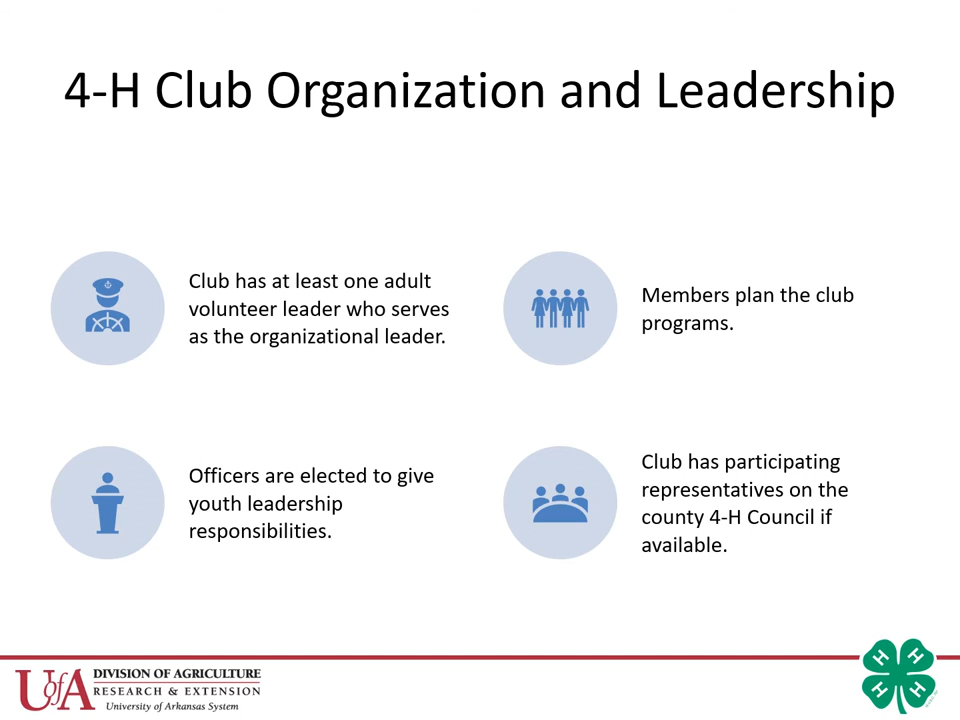 4-H Club Organization and Leadership
Club has at least one adult
volunteer leader who serves
as the organizational leader.
Members plan the club
programs.
Officers are elected to give
youth leadership
responsibilities.
Club has participating
representatives on the
county 4-H Council if
available.
UofA
DIVISION OF AGRICULTURE
RESEARCH & EXTENSION
University of Arkansas System
H H
H H